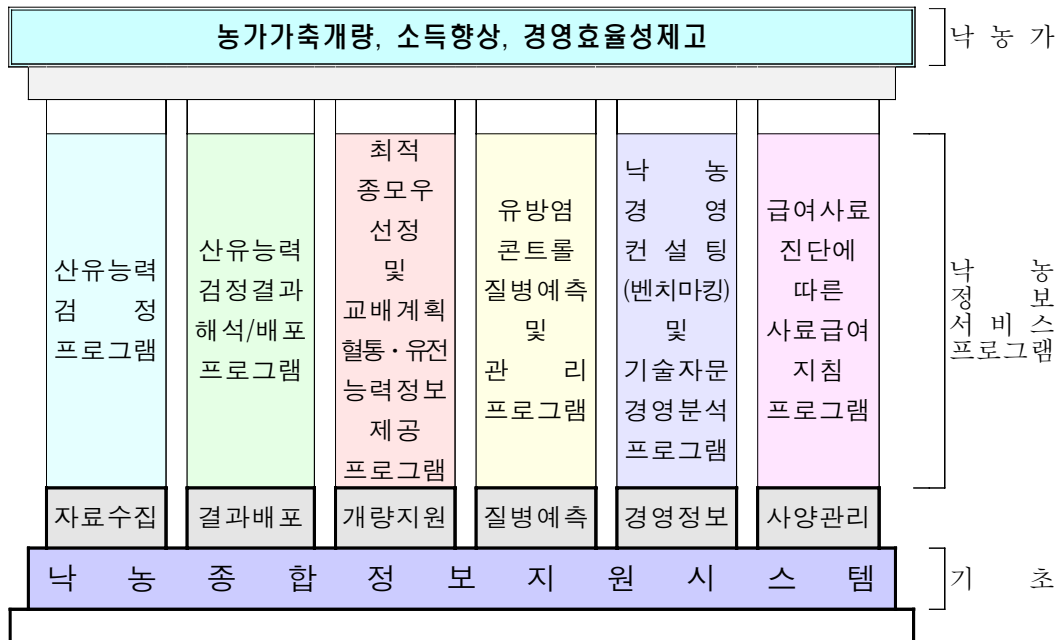 농가가축개량, 소득향상, 경영효율성제고
낙 농 가
산유능력
검 정
프로그램
산유능력
검정결과
해석/배포
프로그램
최적
종모우
선정
및
교배계획
혈통·유전
능력정보
제공
프로그램
유방염
콘트롤
질병예측
및
관 리
프로그램
낙 농
경 영
컨 설 팅
(벤치마킹)
및
기술자문
경영분석
프로그램
급여사료
진단에
따른
사료급여
지침
프로그램
낙 농
정 보
서 비 스
프로그램
자료수집
결과배포
개량지원
질병예측
경영정보
사양관리
낙 농 종 합 정 보 지 원 시 스 템
기 초